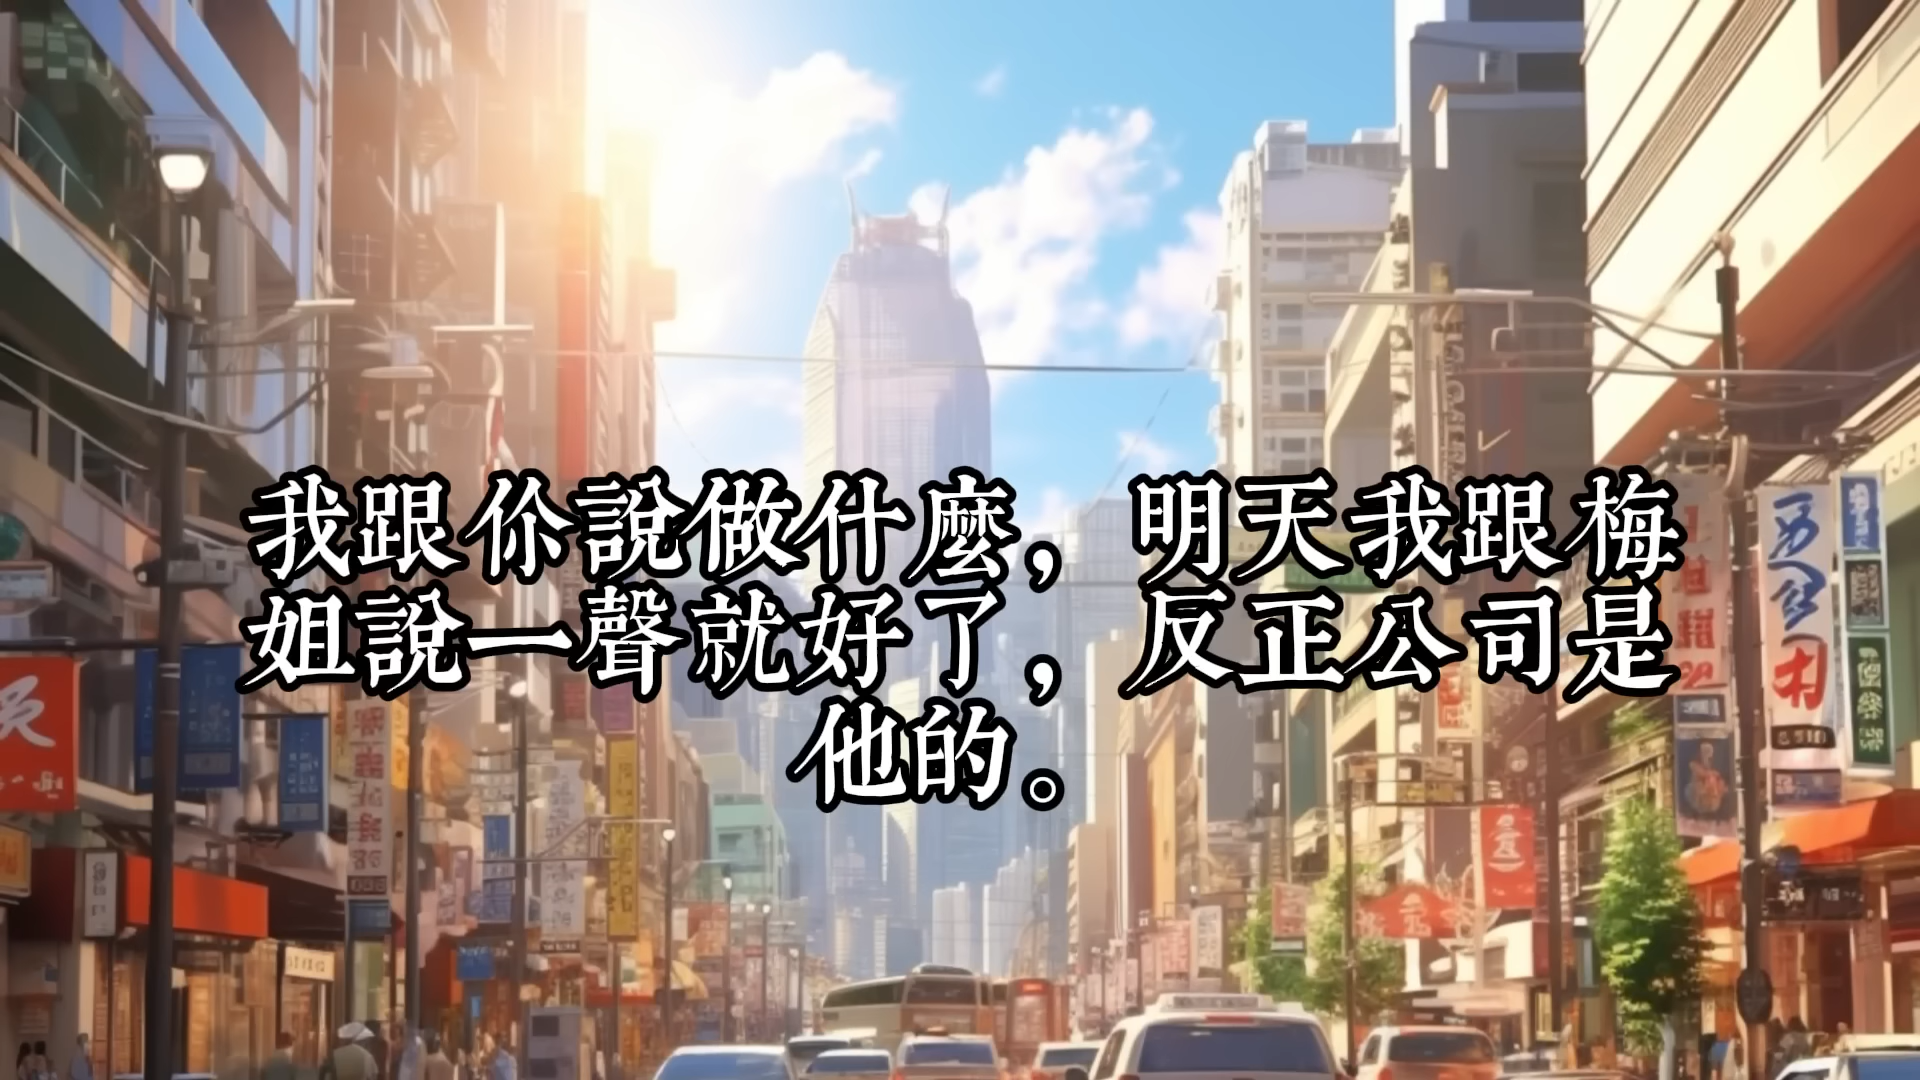 我跟你說做什麼，明天我跟梅
姐說一聲就好了，反正公司是
他的。